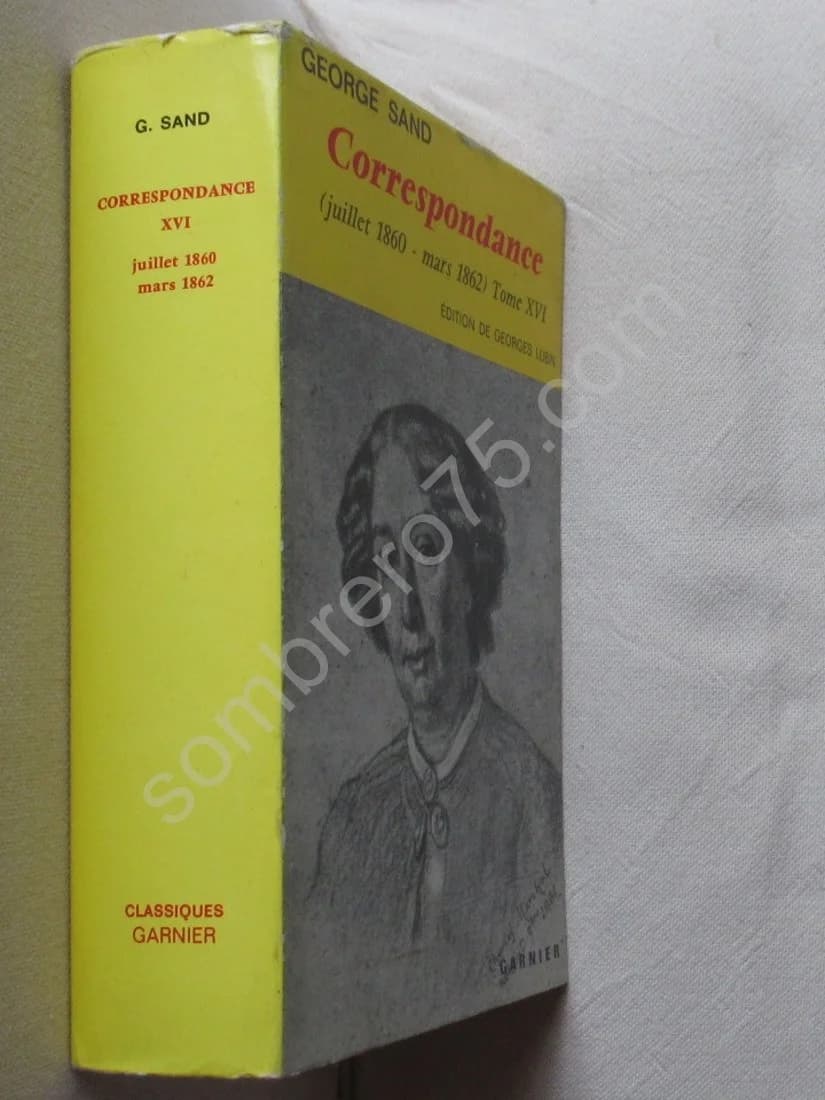 G. SAND
CORRESPONDANCE
XVI
juillet 1860
mars 1862
CLASSIQUES
GARNIER
GEORGE SAND
Correspondance
(juillet 1860 - mars 1862) Tome XVI
ÉDITION DE GEORGES LUBIN
GARNIER
sombrero75.com